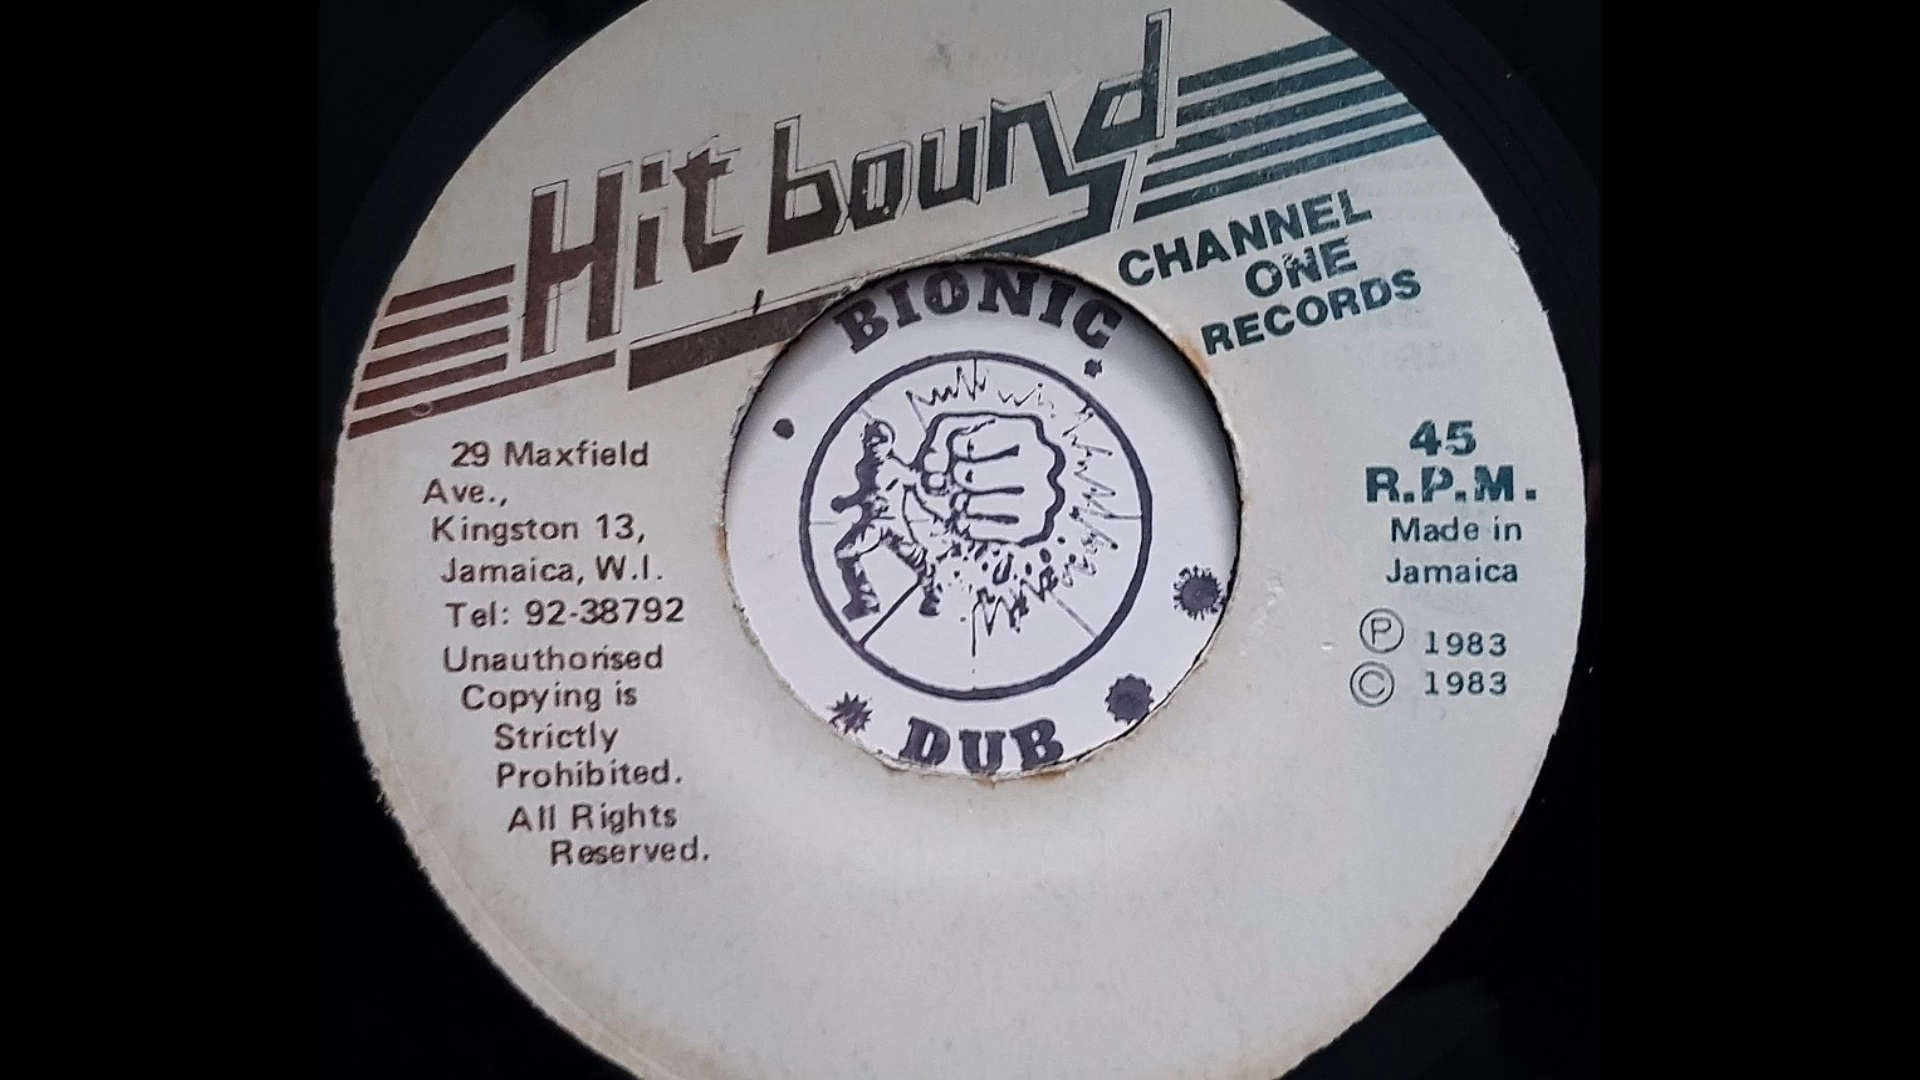 Hit bound
CHANNEL
ONE
RECORDS
BIONIC
DUB
29 Maxfield
Ave.,
Kingston 13,
Jamaica, W.I.
Tel: 92-38792
Unauthorised
Copying is
Strictly
Prohibited.
All Rights
Reserved.
45
R.P.M.
Made in
Jamaica
Ⓟ 1983
© 1983